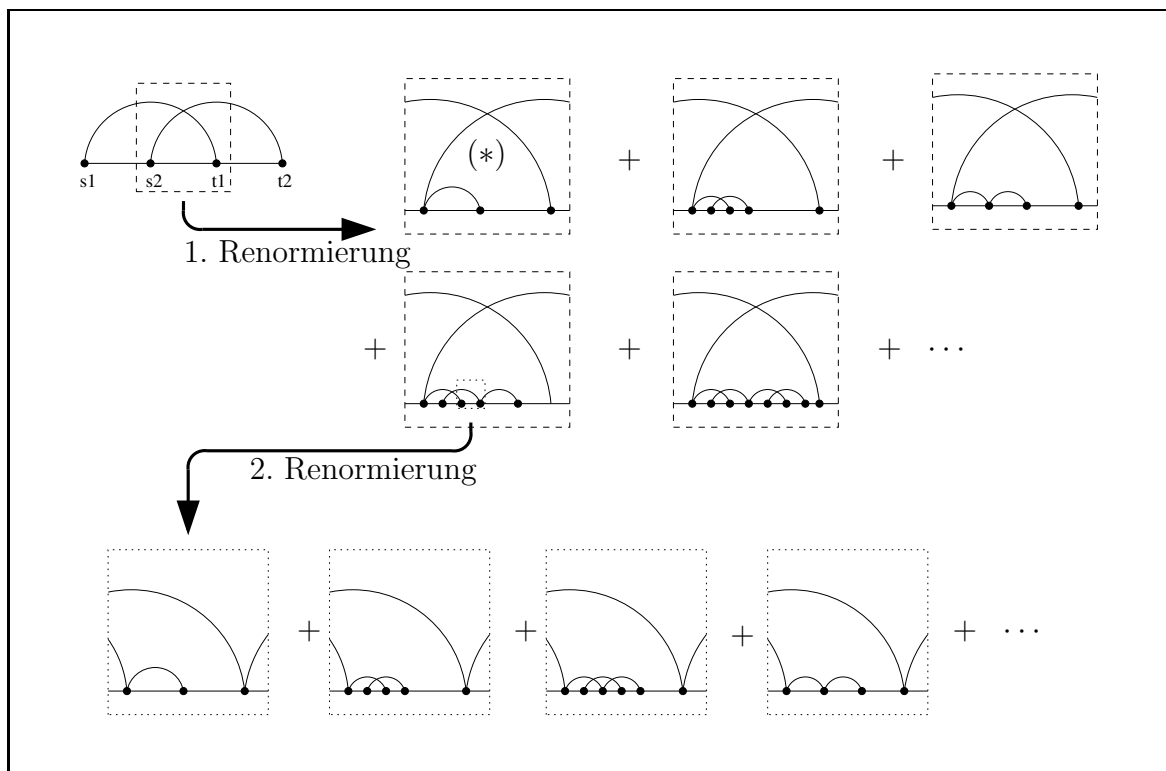 s1 s2 t1 t2
(*) + +
1. Renormierung
+ + + ···
2. Renormierung
+ + + + ···